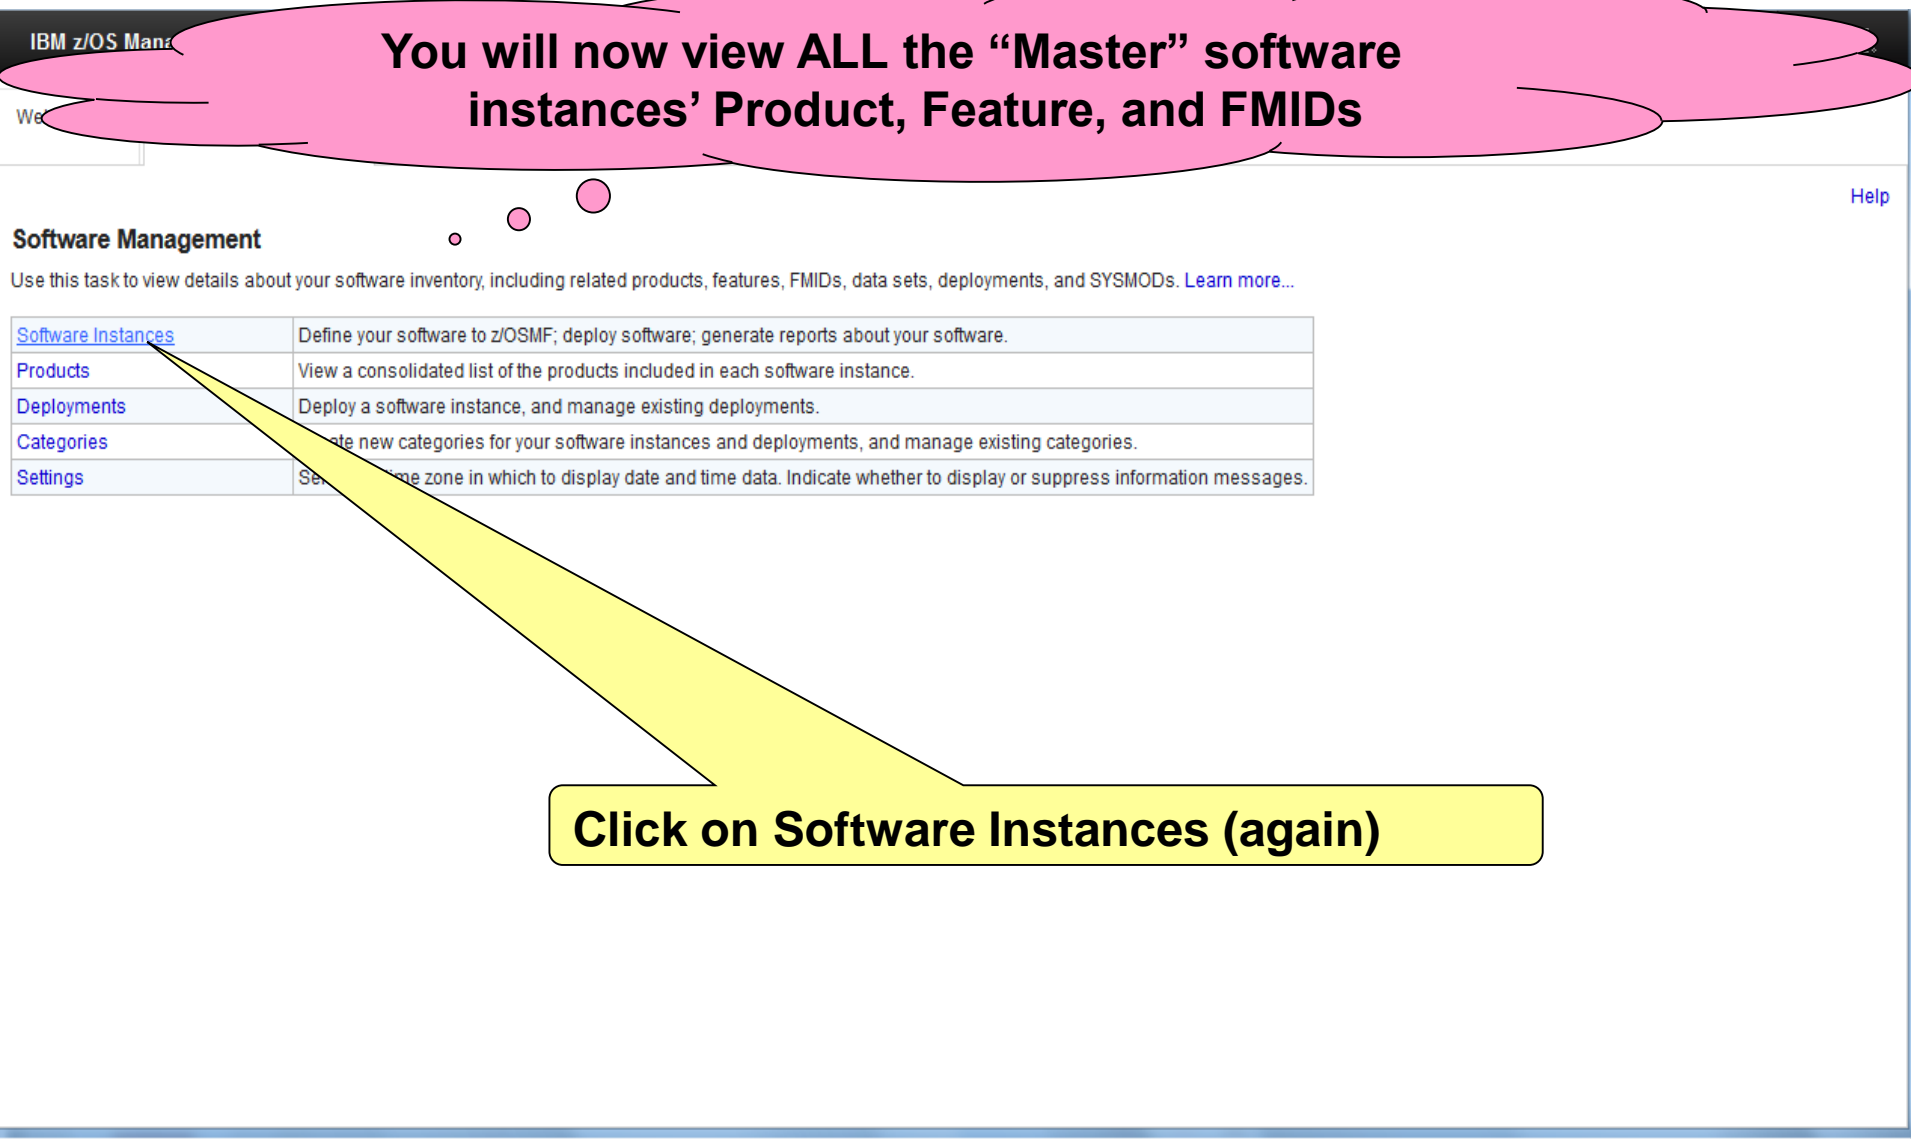 IBM z/OS Mana
You will now view ALL the “Master” software
instances’ Product, Feature, and FMIDs
We
Help
Software Management
Use this task to view details about your software inventory, including related products, features, FMIDs, data sets, deployments, and SYSMODs. Learn more...
Software Instances Define your software to z/OSMF; deploy software; generate reports about your software.
Products View a consolidated list of the products included in each software instance.
Deployments Deploy a software instance, and manage existing deployments.
Categories ate new categories for your software instances and deployments, and manage existing categories.
Settings Se me zone in which to display date and time data. Indicate whether to display or suppress information messages.
Click on Software Instances (again)